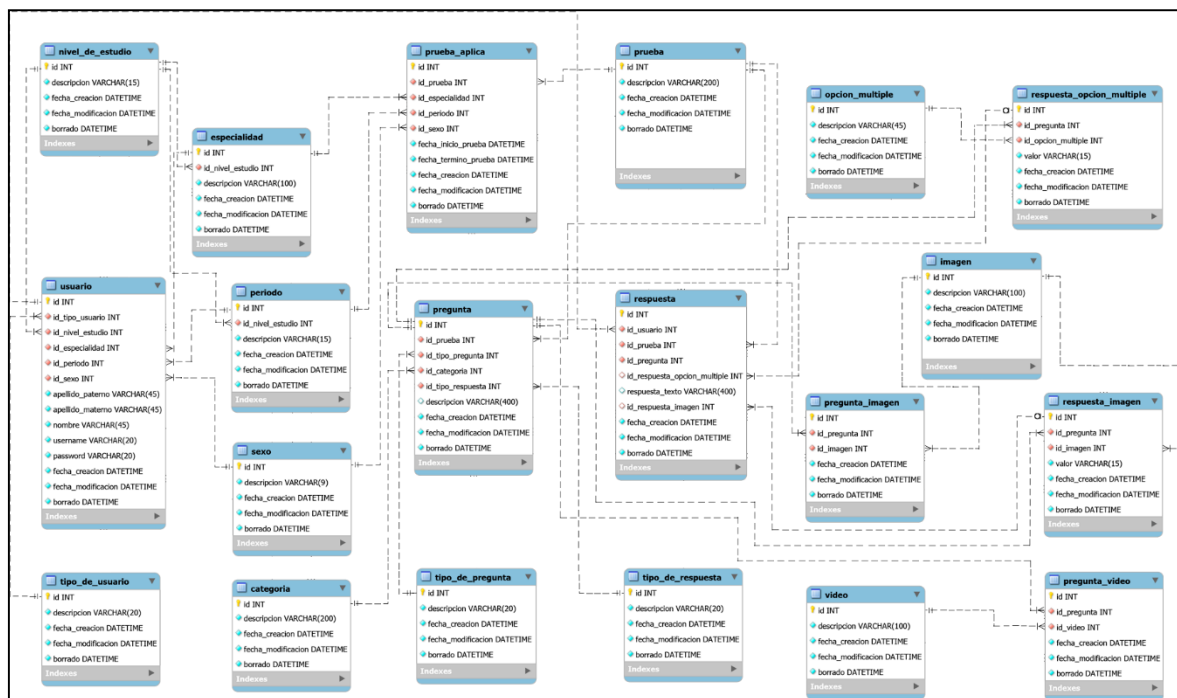 nivel_de_estudio
id INT
descripcion VARCHAR(15)
fecha_creacion DATETIME
fecha_modificacion DATETIME
borrado DATETIME
Indexes
especialidad
id INT
id_nivel_estudio INT
descripcion VARCHAR(100)
fecha_creacion DATETIME
fecha_modificacion DATETIME
borrado DATETIME
Indexes
prueba_aplica
id INT
id_prueba INT
id_especialidad INT
id_periodo INT
id_sexo INT
fecha_inicio_prueba DATETIME
fecha_termino_prueba DATETIME
fecha_creacion DATETIME
fecha_modificacion DATETIME
borrado DATETIME
Indexes
prueba
id INT
descripcion VARCHAR(200)
fecha_creacion DATETIME
fecha_modificacion DATETIME
borrado DATETIME
Indexes
opcion_multiple
id INT
descripcion VARCHAR(45)
fecha_creacion DATETIME
fecha_modificacion DATETIME
borrado DATETIME
Indexes
respuesta_opcion_multiple
id INT
id_pregunta INT
id_opcion_multiple INT
valor VARCHAR(15)
fecha_creacion DATETIME
fecha_modificacion DATETIME
borrado DATETIME
Indexes
usuario
id INT
id_tipo_usuario INT
id_nivel_estudio INT
id_especialidad INT
id_periodo INT
id_sexo INT
apellido_paterno VARCHAR(45)
apellido_materno VARCHAR(45)
nombre VARCHAR(45)
username VARCHAR(20)
password VARCHAR(20)
fecha_creacion DATETIME
fecha_modificacion DATETIME
borrado DATETIME
Indexes
periodo
id INT
id_nivel_estudio INT
descripcion VARCHAR(15)
fecha_creacion DATETIME
fecha_modificacion DATETIME
borrado DATETIME
Indexes
pregunta
id INT
id_prueba INT
id_tipo_pregunta INT
id_categoria INT
id_tipo_respuesta INT
descripcion VARCHAR(400)
fecha_creacion DATETIME
fecha_modificacion DATETIME
borrado DATETIME
Indexes
respuesta
id INT
id_usuario INT
id_prueba INT
id_pregunta INT
id_respuesta_opcion_multiple INT
respuesta_texto VARCHAR(400)
id_respuesta_imagen INT
fecha_creacion DATETIME
fecha_modificacion DATETIME
borrado DATETIME
Indexes
imagen
id INT
descripcion VARCHAR(100)
fecha_creacion DATETIME
fecha_modificacion DATETIME
borrado DATETIME
Indexes
pregunta_imagen
id INT
id_pregunta INT
id_imagen INT
fecha_creacion DATETIME
fecha_modificacion DATETIME
borrado DATETIME
Indexes
respuesta_imagen
id INT
id_pregunta INT
id_imagen INT
valor VARCHAR(15)
fecha_creacion DATETIME
fecha_modificacion DATETIME
borrado DATETIME
Indexes
sexo
id INT
descripcion VARCHAR(9)
fecha_creacion DATETIME
fecha_modificacion DATETIME
borrado DATETIME
Indexes
tipo_de_usuario
id INT
descripcion VARCHAR(20)
fecha_creacion DATETIME
fecha_modificacion DATETIME
borrado DATETIME
Indexes
categoria
id INT
descripcion VARCHAR(200)
fecha_creacion DATETIME
fecha_modificacion DATETIME
borrado DATETIME
Indexes
tipo_de_pregunta
id INT
descripcion VARCHAR(20)
fecha_creacion DATETIME
fecha_modificacion DATETIME
borrado DATETIME
Indexes
tipo_de_respuesta
id INT
descripcion VARCHAR(20)
fecha_creacion DATETIME
fecha_modificacion DATETIME
borrado DATETIME
Indexes
video
id INT
descripcion VARCHAR(100)
fecha_creacion DATETIME
fecha_modificacion DATETIME
borrado DATETIME
Indexes
pregunta_video
id INT
id_pregunta INT
id_video INT
fecha_creacion DATETIME
fecha_modificacion DATETIME
borrado DATETIME
Indexes